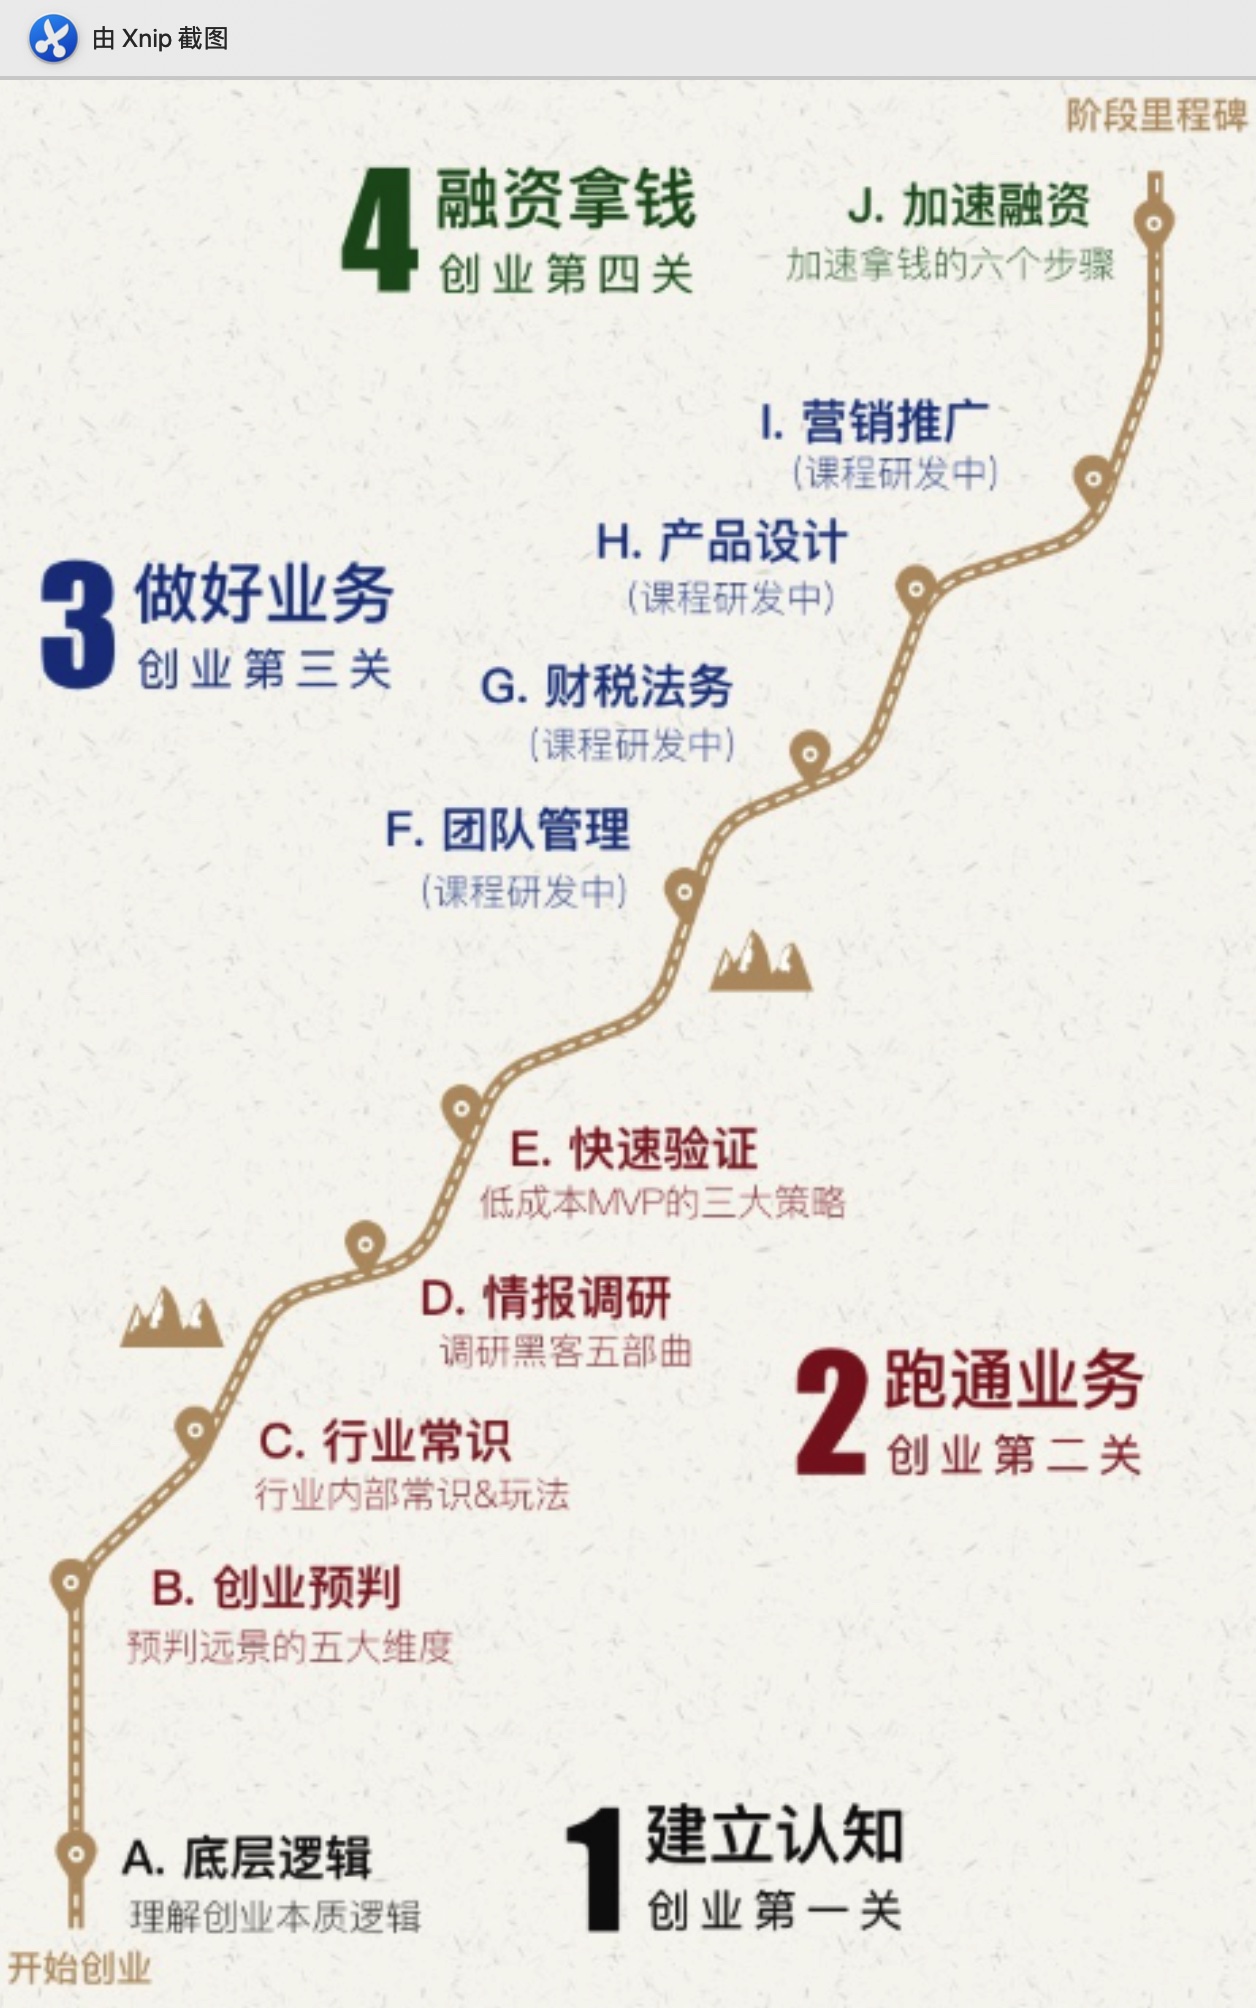 由 Xnip 截图
阶段里程碑
4 融资拿钱
创业第四关
J. 加速融资
加速拿钱的六个步骤
I. 营销推广
(课程研发中)
H. 产品设计
(课程研发中)
3 做好业务
创业第三关
G. 财税法务
(课程研发中)
F. 团队管理
(课程研发中)
E. 快速验证
低成本MVP的三大策略
D. 情报调研
调研黑客五部曲
2 跑通业务
创业第二关
C. 行业常识
行业内部常识&玩法
B. 创业预判
预判远景的五大维度
1 建立认知
创业第一关
A. 底层逻辑
理解创业本质逻辑
开始创业